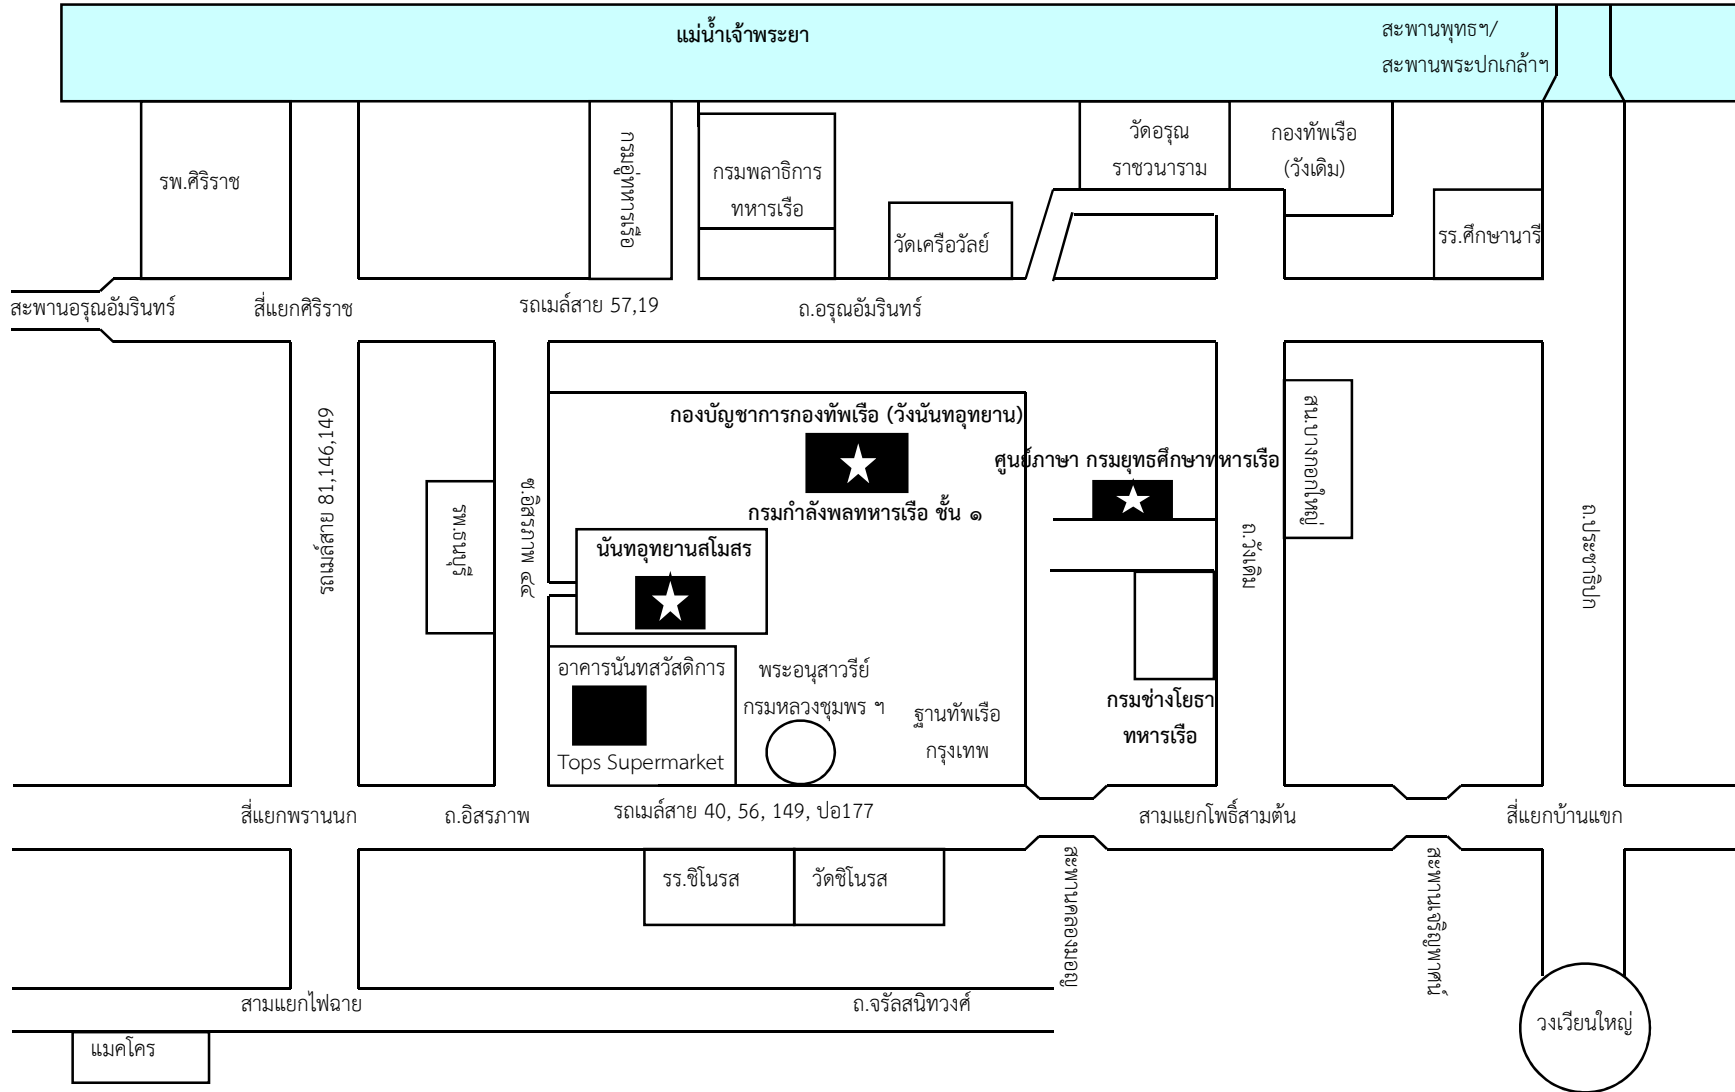 แม่น้ำเจ้าพระยา
สะพานพุทธฯ/
สะพานพระปกเกล้าฯ
รพ.ศิริราช
กรมอู่ทหารเรือ
กรมพลาธิการ
ทหารเรือ
วัดเครือวัลย์
วัดอรุณ
ราชวนาราม
กองทัพเรือ
(วังเดิม)
รร.ศึกษานารี
สะพานอรุณอัมรินทร์
สี่แยกศิริราช
รถเมล์สาย 57,19
ถ.อรุณอัมรินทร์
รถเมล์สาย 81,146,149
รพ.ธนบุรี
ซ.อิสรภาพ ๔๔
กองบัญชาการกองทัพเรือ (วังนันทอุทยาน)
กรมกำลังพลทหารเรือ ชั้น ๑
ศูนย์ภาษา กรมยุทธศึกษาทหารเรือ
สน.บางกอกใหญ่
ถ.วังเดิม
ถ.ประชาธิปก
นันทอุทยานสโมสร
อาคารนันทสวัสดิการ
Tops Supermarket
พระอนุสาวรีย์
กรมหลวงชุมพร ฯ
ฐานทัพเรือ
กรุงเทพ
กรมช่างโยธา
ทหารเรือ
สี่แยกพรานนก
ถ.อิสรภาพ
รถเมล์สาย 40, 56, 149, ปอ177
สามแยกโพธิ์สามต้น
สี่แยกบ้านแขก
รร.ชิโนรส
วัดชิโนรส
สะพานคลองมอญ
สะพานเจริญพาศน์
สามแยกไฟฉาย
ถ.จรัลสนิทวงศ์
วงเวียนใหญ่
แมคโคร